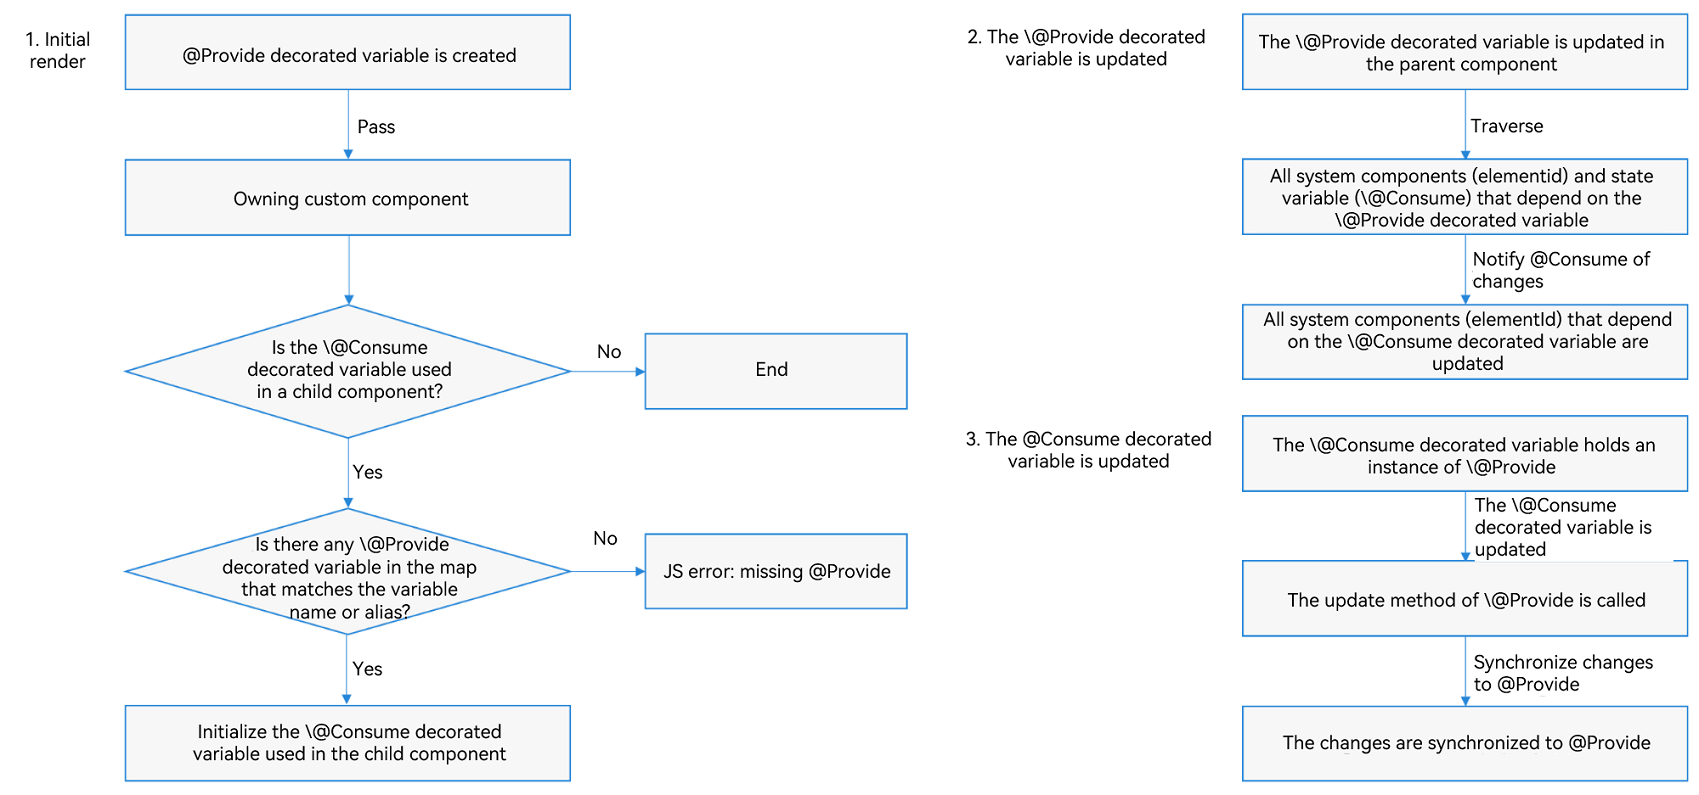 1. Initial
render
@Provide decorated variable is created
Pass
Owning custom component
Is the \@Consume
decorated variable used
in a child component?
No
End
Yes
Is there any \@Provide
decorated variable in the map
that matches the variable
name or alias?
No
JS error: missing @Provide
Yes
Initialize the \@Consume decorated
variable used in the child component
2. The \@Provide decorated
variable is updated
The \@Provide decorated variable is updated in
the parent component
Traverse
All system components (elementid) and state
variable (\@Consume) that depend on the
\@Provide decorated variable
Notify @Consume of
changes
All system components (elementId) that depend
on the \@Consume decorated variable are
updated
3. The @Consume decorated
variable is updated
The \@Consume decorated variable holds an
instance of \@Provide
The \@Consume
decorated variable is
updated
The update method of \@Provide is called
Synchronize changes
to @Provide
The changes are synchronized to @Provide